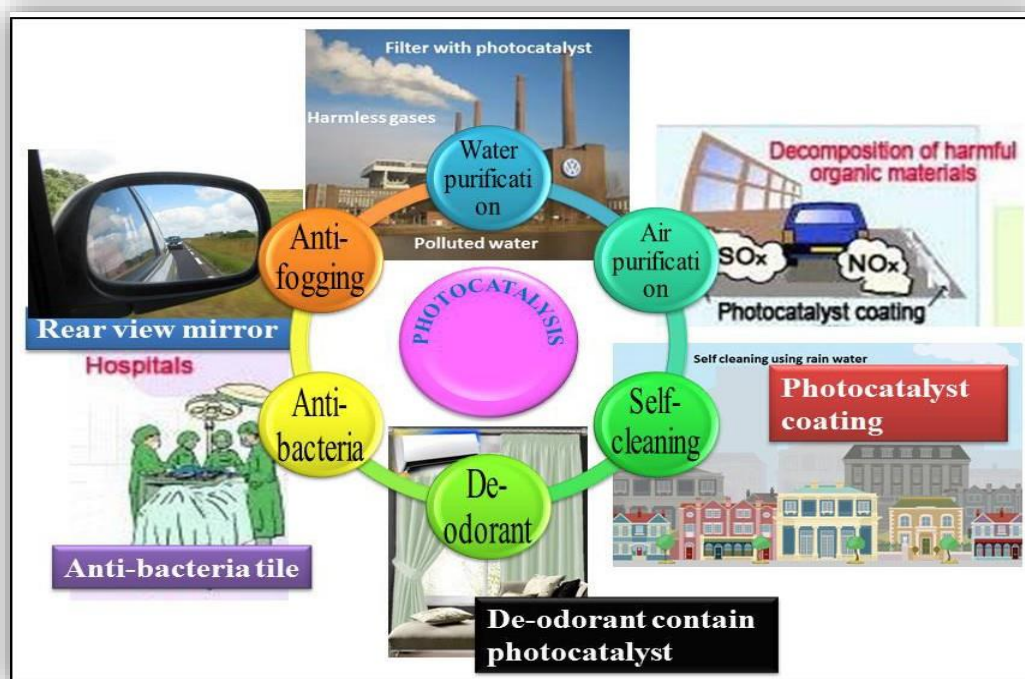 Filter with photocatalyst
Harmless gases
Water
purificati
on
Polluted water
Decomposition of harmful
organic materials
SOx
NOx
Photocatalyst coating
Air
purificati
on
Anti-
fogging
Rear view mirror
PHOTOCATALYSIS
Self cleaning using rain water
Photocatalyst
coating
Self-
cleaning
Hospitals
Anti-
bacteria
Anti-bacteria tile
De-
odorant
De-odorant contain
photocatalyst